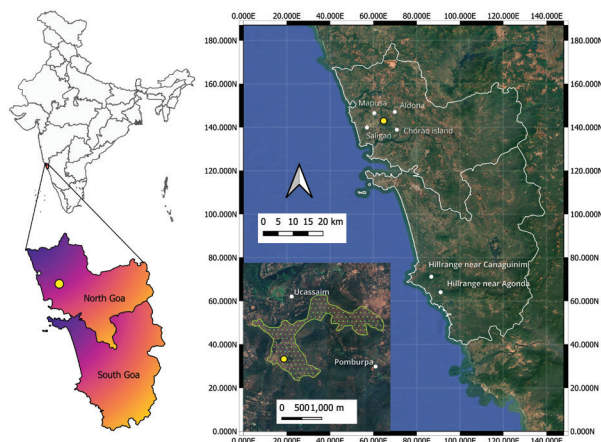 0.000E 20.000E 40.000E 60.000E 80.000E 100.000E 120.000E 140.000E
180.000N
160.000N
140.000N
120.000N
100.000N
80.000N
60.000N
40.000N
20.000N
0.000N
180.000N
160.000N
140.000N
120.000N
100.000N
80.000N
60.000N
40.000N
20.000N
0.000N
Mapusa
Aldona
Saligao
Chorao island
0 5 10 15 20 km
Hillrange near Canaguinim
Hillrange near Agonda
Ucassaim
Pomburpa
0 5001,000 m
North Goa
South Goa
0.000E 20.000E 40.000E 60.000E 80.000E 100.000E 120.000E 140.000E